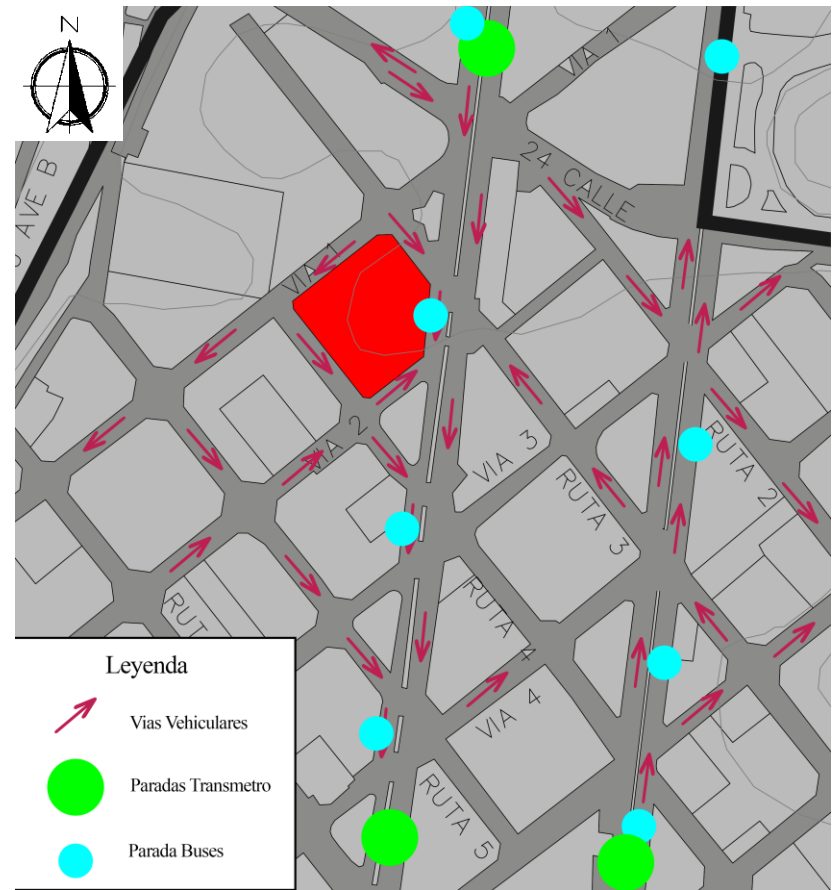 N
VIA 1
24 CALLE
AVE B
VIA 1
VIA 2
VIA 3
RUTA 2
RUTA 3
RUTA 4
RUT
VIA 4
RUTA 5
Leyenda
Vias Vehiculares
Paradas Transmetro
Parada Buses